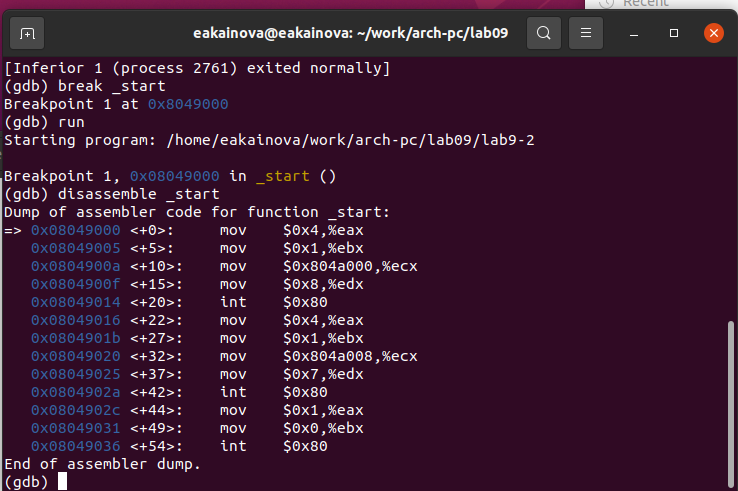 Recent
eakainova@eakainova: ~/work/arch-pc/lab09
[Inferior 1 (process 2761) exited normally]
(gdb) break _start
Breakpoint 1 at 0x8049000
(gdb) run
Starting program: /home/eakainova/work/arch-pc/lab09/lab9-2
Breakpoint 1, 0x08049000 in _start ()
(gdb) disassemble _start
Dump of assembler code for function _start:
=> 0x08049000 <+0>:     mov    $0x4,%eax
   0x08049005 <+5>:     mov    $0x1,%ebx
   0x0804900a <+10>:    mov    $0x804a000,%ecx
   0x0804900f <+15>:    mov    $0x8,%edx
   0x08049014 <+20>:    int    $0x80
   0x08049016 <+22>:    mov    $0x4,%eax
   0x0804901b <+27>:    mov    $0x1,%ebx
   0x08049020 <+32>:    mov    $0x804a008,%ecx
   0x08049025 <+37>:    mov    $0x7,%edx
   0x0804902a <+42>:    int    $0x80
   0x0804902c <+44>:    mov    $0x1,%eax
   0x08049031 <+49>:    mov    $0x0,%ebx
   0x08049036 <+54>:    int    $0x80
End of assembler dump.
(gdb)